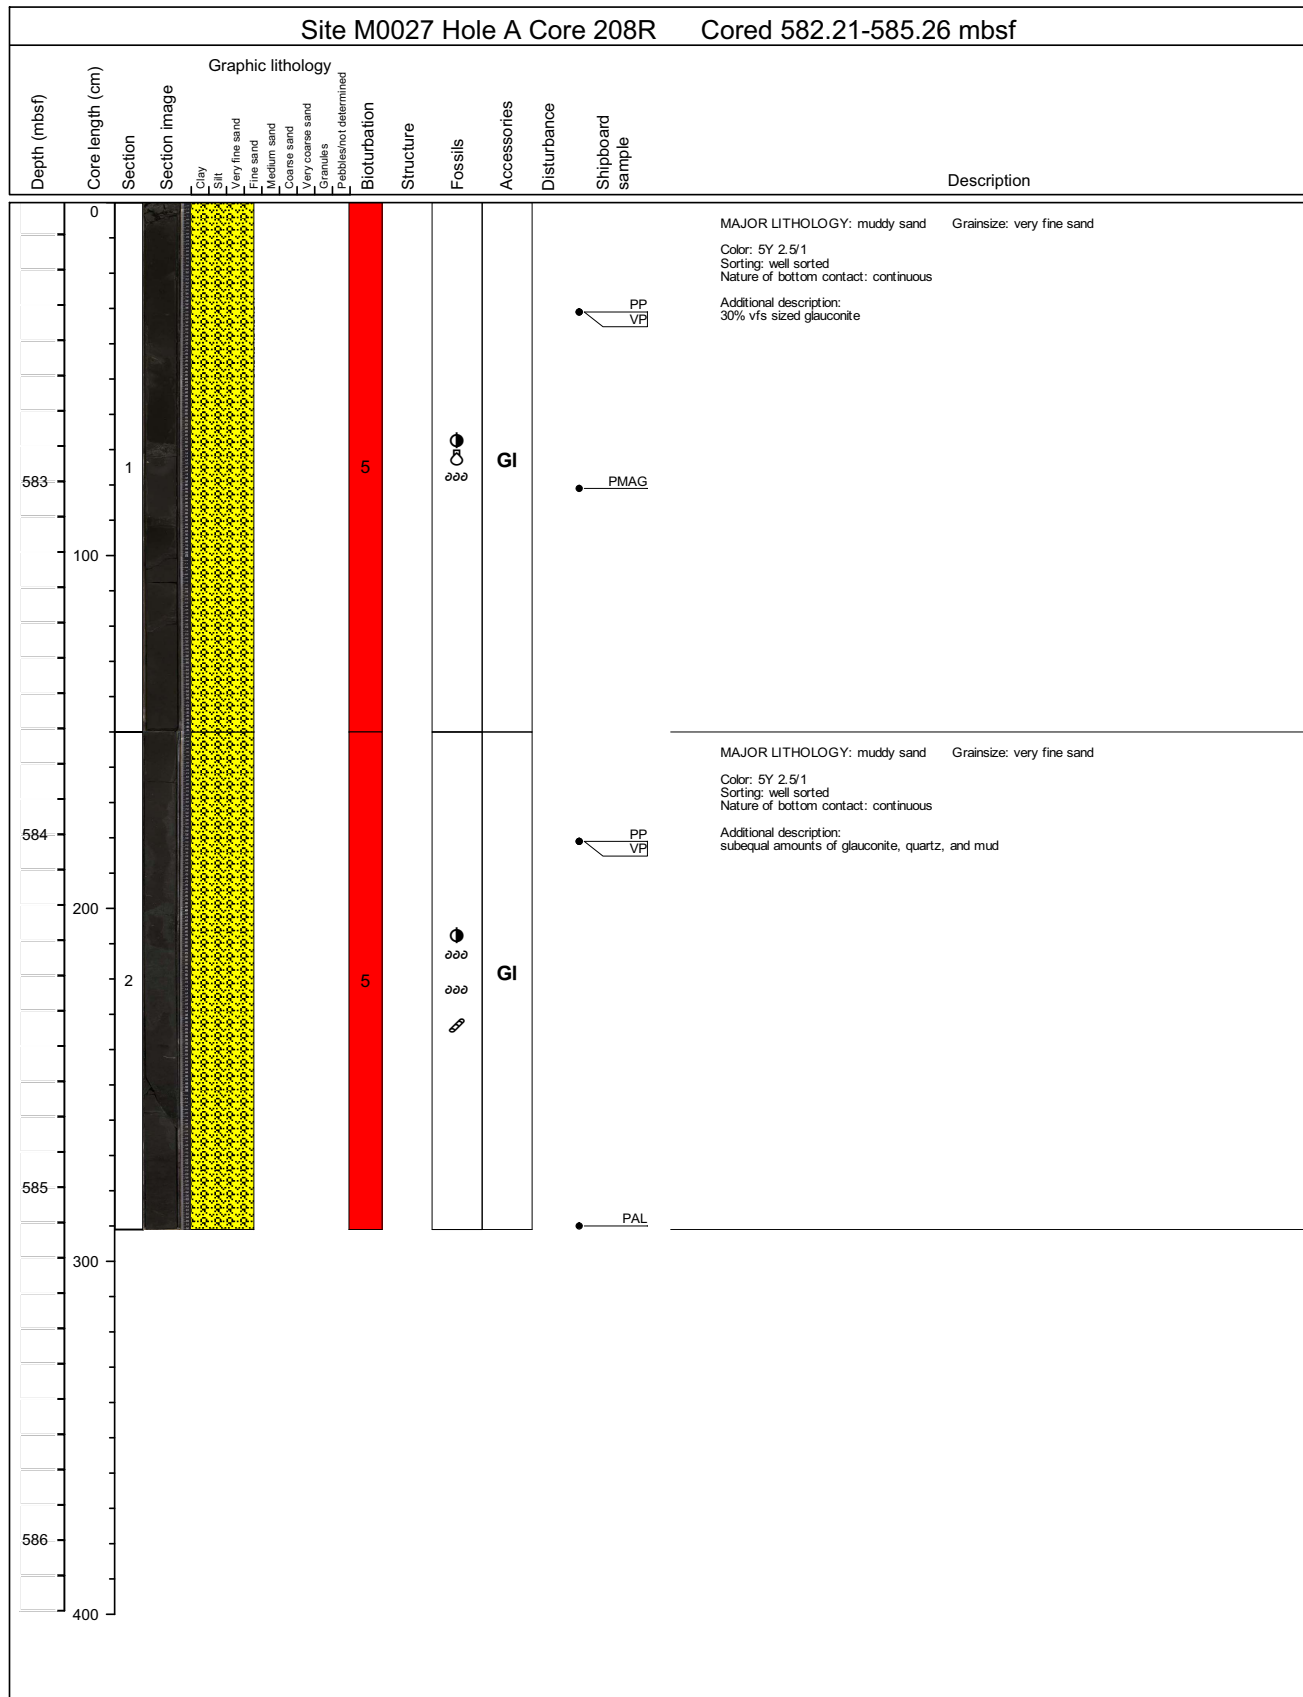 Site M0027 Hole A Core 208R Cored 582.21-585.26 mbsf
Depth (mbsf)
Core length (cm)
Section
Section image
Graphic lithology
Clay
Silt
Very fine sand
Fine sand
Medium sand
Coarse sand
Very coarse sand
Granules
Pebbles/not determined
Bioturbation
Structure
Fossils
Accessories
Disturbance
Shipboard
sample
Description
0
MAJOR LITHOLOGY: muddy sand Grainsize: very fine sand
Color: 5Y 2.5/1
Sorting: well sorted
Nature of bottom contact: continuous
Additional description:
30% vfs sized glauconite
PP
VP
1
5
Gl
583
PMAG
100
MAJOR LITHOLOGY: muddy sand Grainsize: very fine sand
Color: 5Y 2.5/1
Sorting: well sorted
Nature of bottom contact: continuous
Additional description:
subequal amounts of glauconite, quartz, and mud
584
PP
VP
200
2
5
Gl
585
PAL
300
586
400